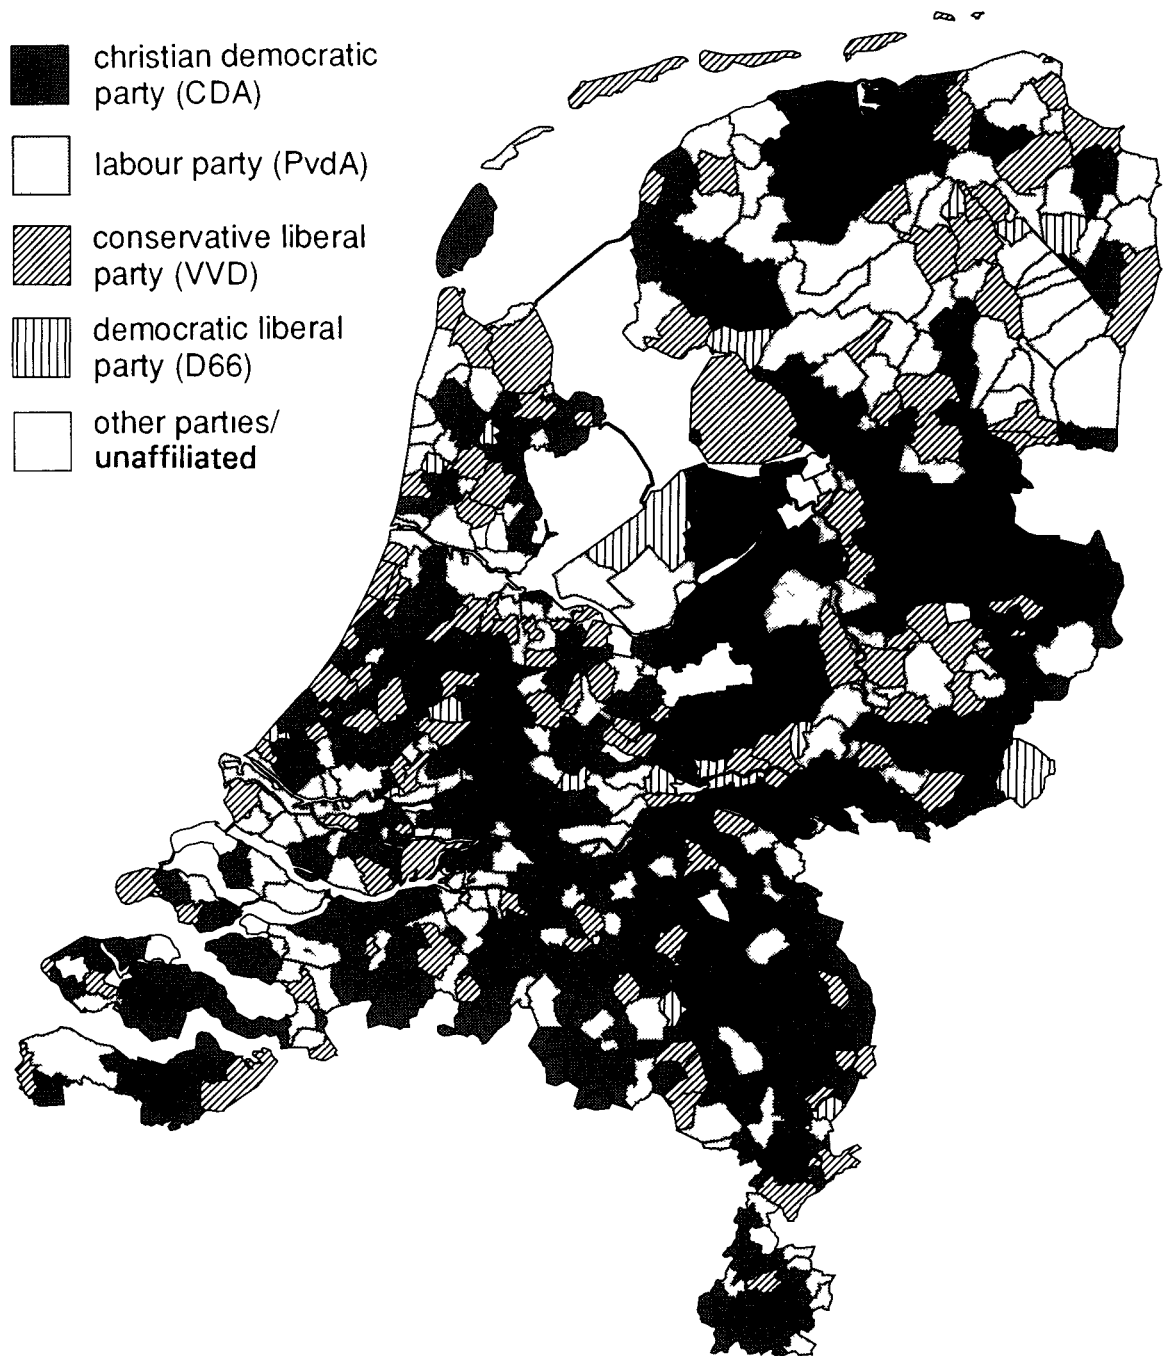 christian democratic
party (CDA)
labour party (PvdA)
conservative liberal
party (VVD)
democratic liberal
party (D66)
other parties/
unaffiliated